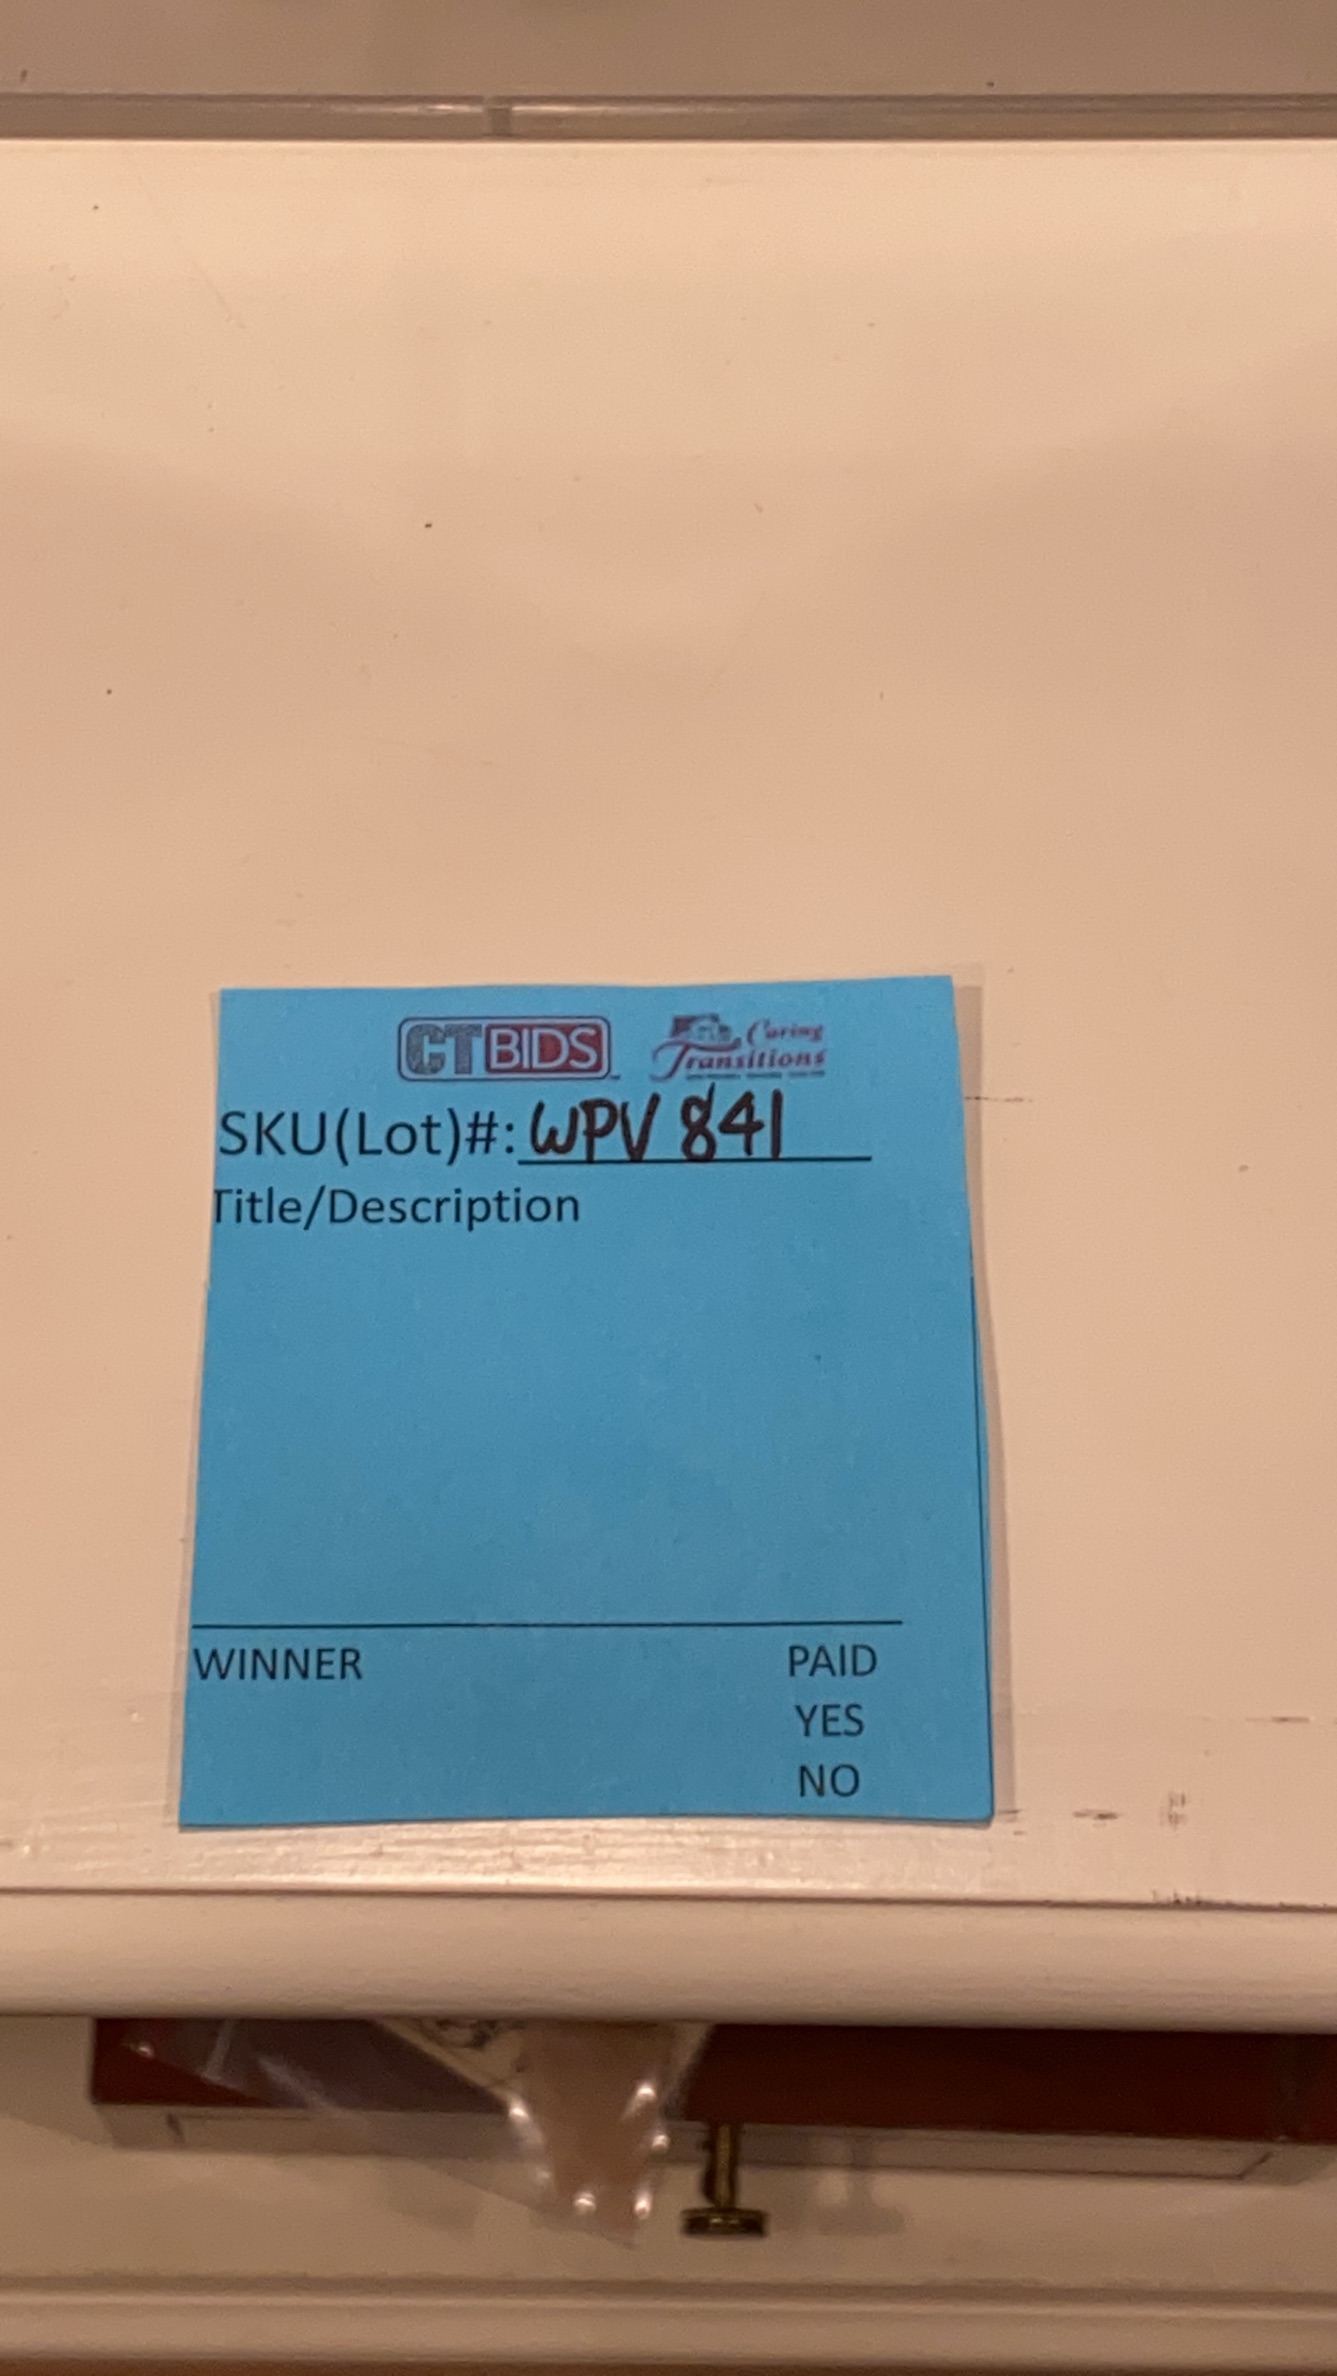 CTBIDS Caring Transitions
SKU(Lot)#: WPV 841
Title/Description
WINNER PAID
YES
NO